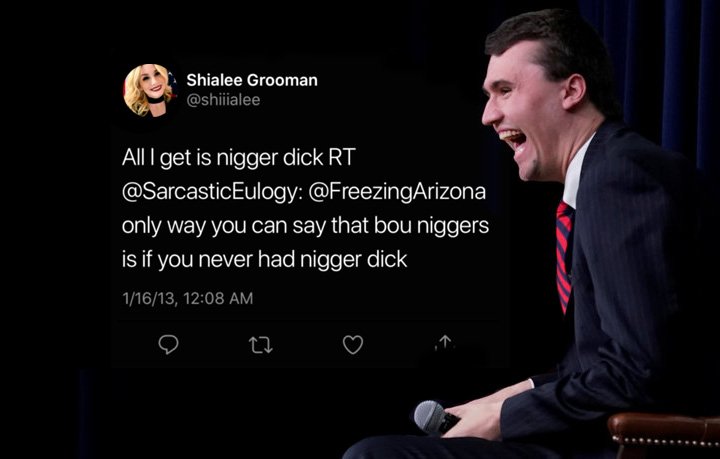 Shialee Grooman
@shiiialee
All I get is nigger dick RT
@SarcasticEulogy: @FreezingArizona
only way you can say that bou niggers
is if you never had nigger dick
1/16/13, 12:08 AM